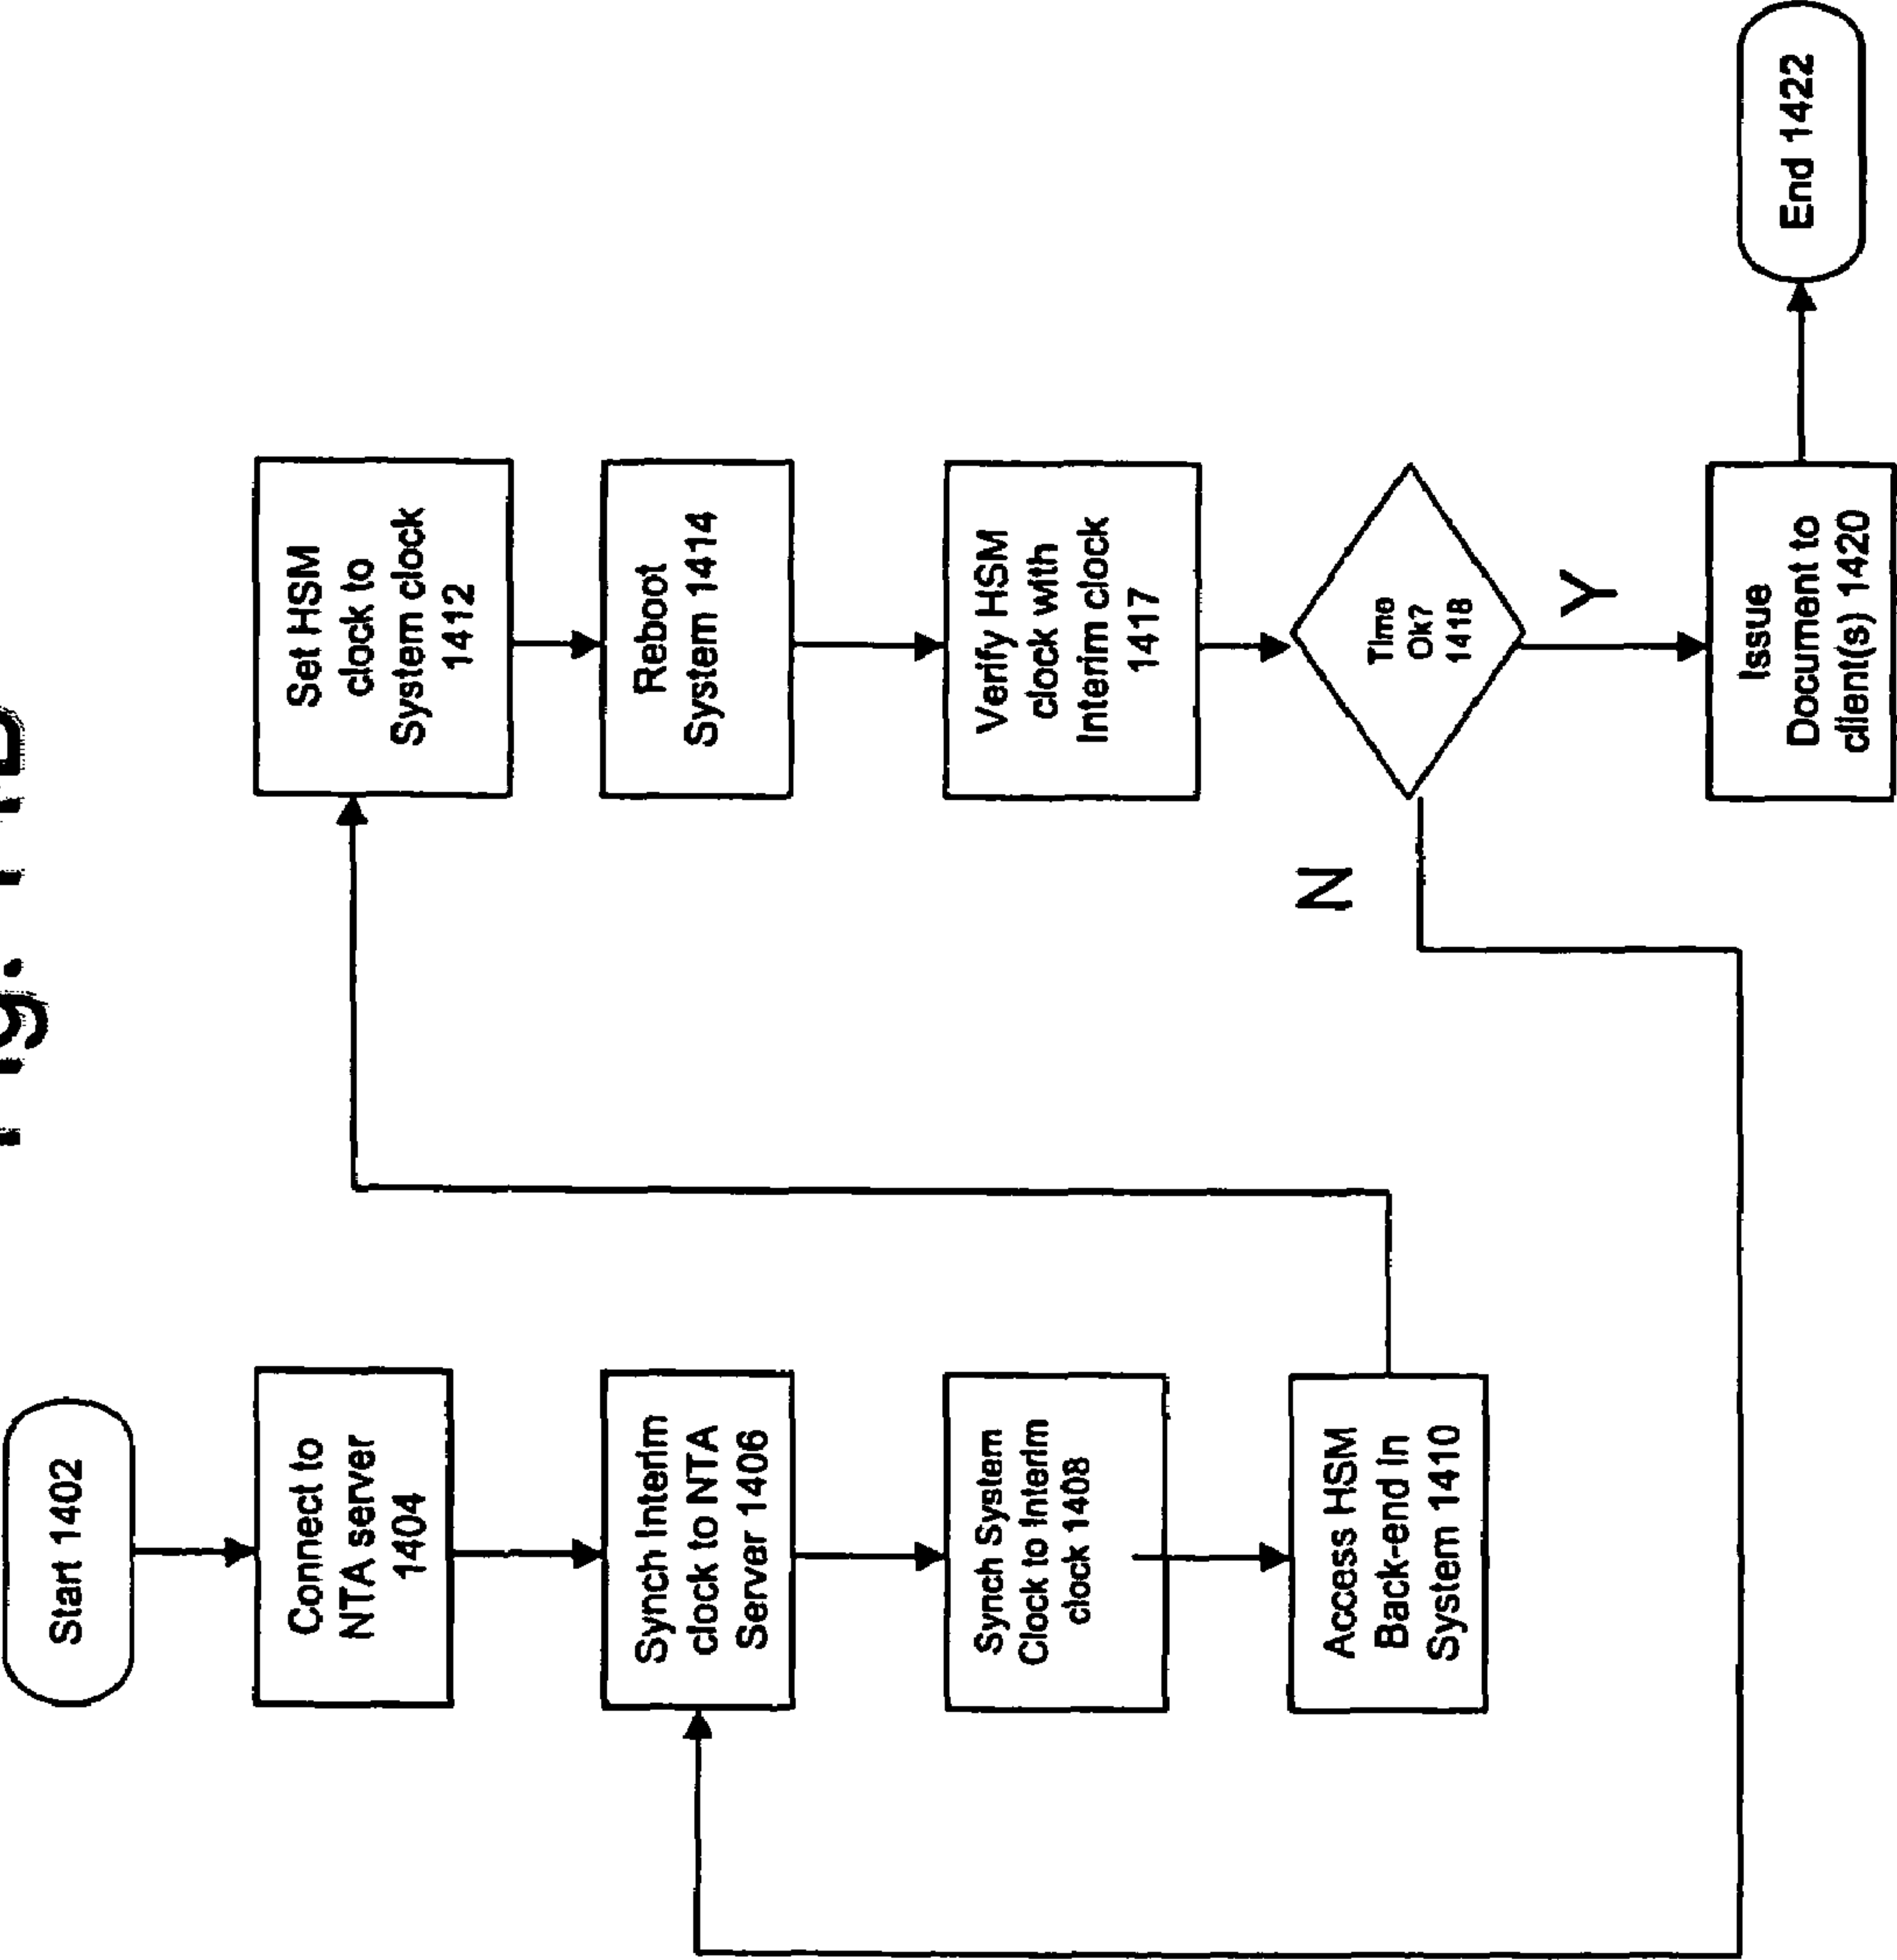 Start 1402
Connect to
NTA server
1404
Synch Interim
clock to NTA
Server 1406
Synch System
Clock to Interim
clock 1408
Access HSM
Back-end in
System 1410
Set HSM
clock to
System clock
1412
Reboot
System 1414
Verify HSM
clock with
Interim clock
1417
Time
Ok?
1418
N
Y
Issue
Document to
client(s) 1420
End 1422